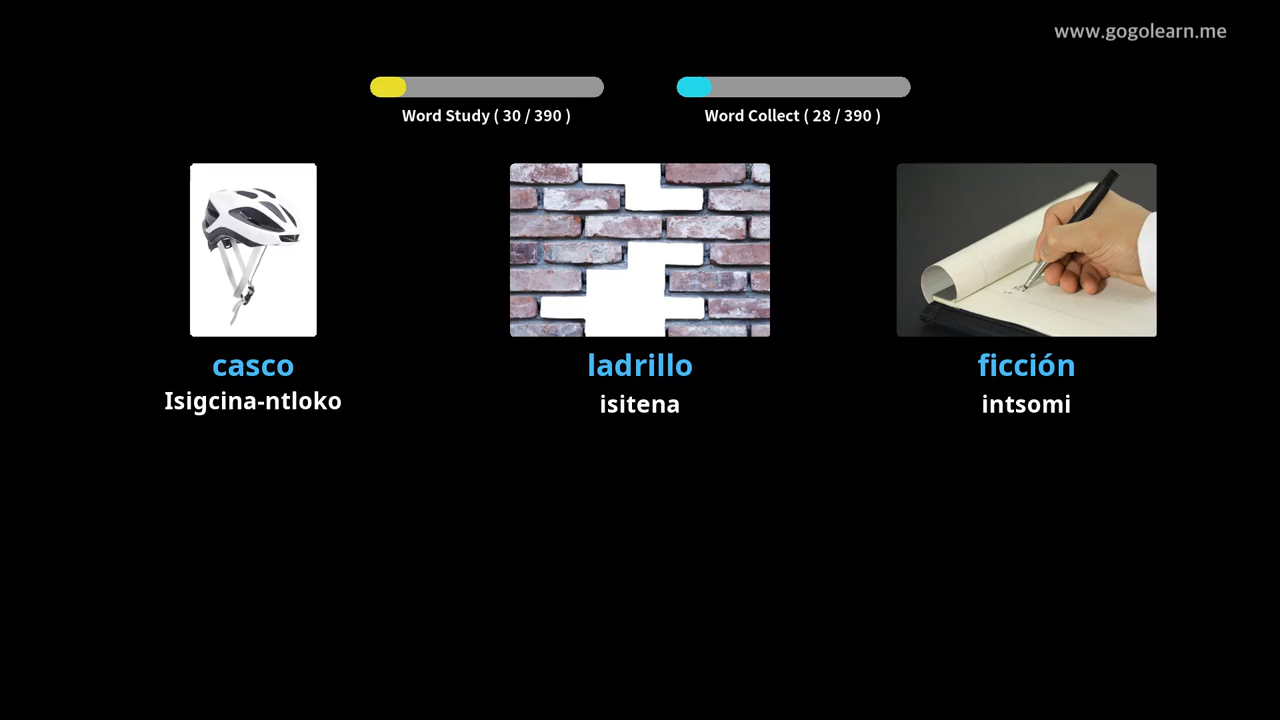 www.gogolearn.me
Word Study ( 30 / 390 )
Word Collect ( 28 / 390 )
casco
Isigcina-ntloko
ladrillo
isitena
ficción
intsomi